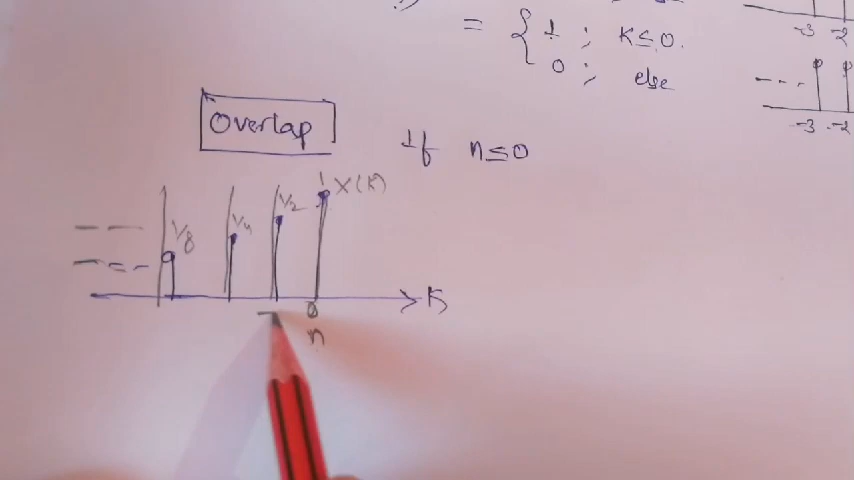 = { 1 ; K≤0.
0 ; else
-3 -2
-3 -2
Overlap
If n≤0
1/8 1/4 1/2 1 X(K)
0 K
n